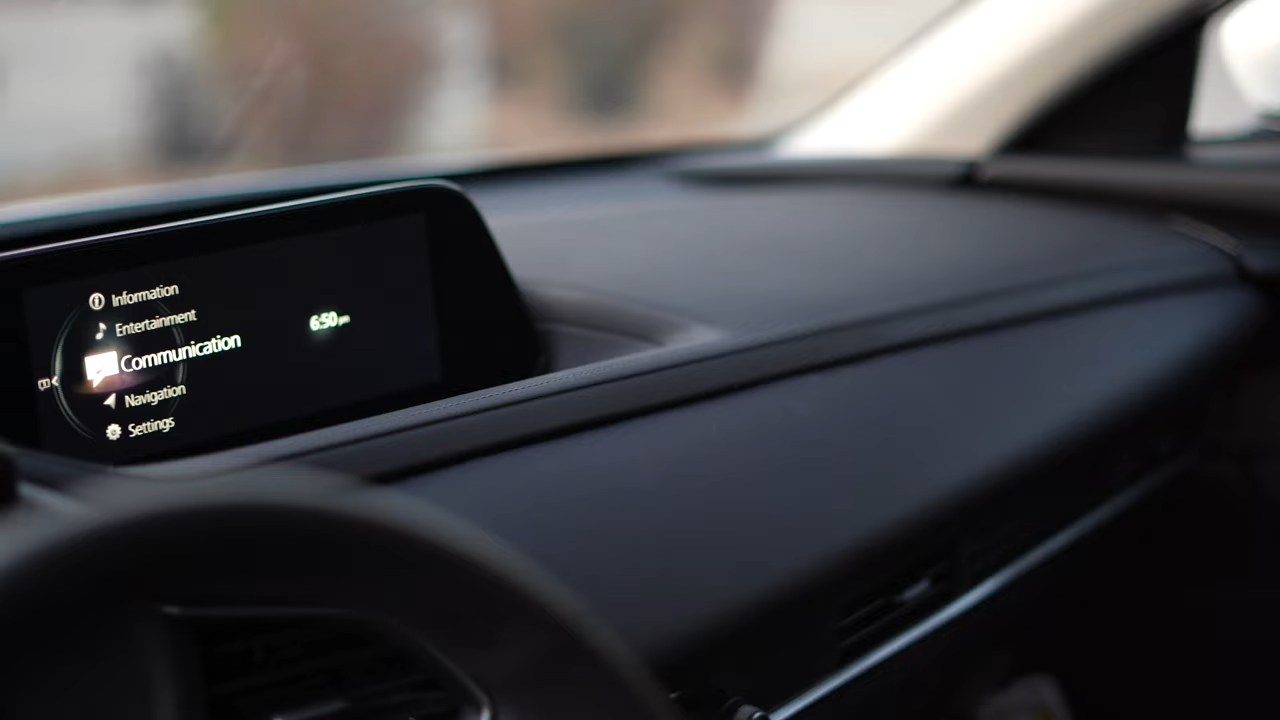 Information
Entertainment
Communication
6:50 pm
Navigation
Settings